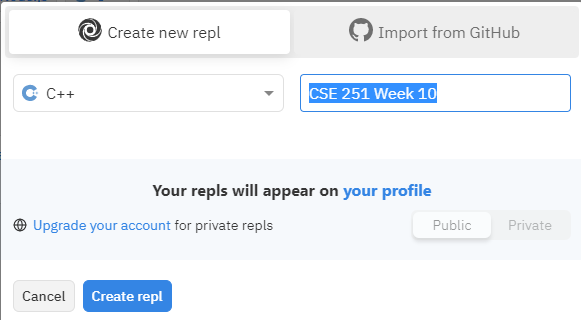 Create new repl
Import from GitHub
C++
CSE 251 Week 10
Your repls will appear on your profile
Upgrade your account for private repls
Public
Private
Cancel
Create repl